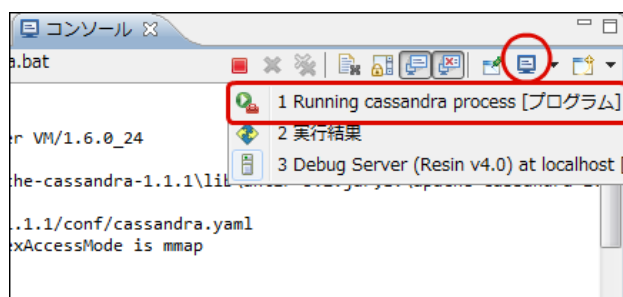 コンソール
a.bat
1 Running cassandra process [プログラム]
2 実行結果
er VM/1.6.0_24
3 Debug Server (Resin v4.0) at localhost [
che-cassandra-1.1.1\lib
.1.1/conf/cassandra.yaml
exAccessMode is mmap